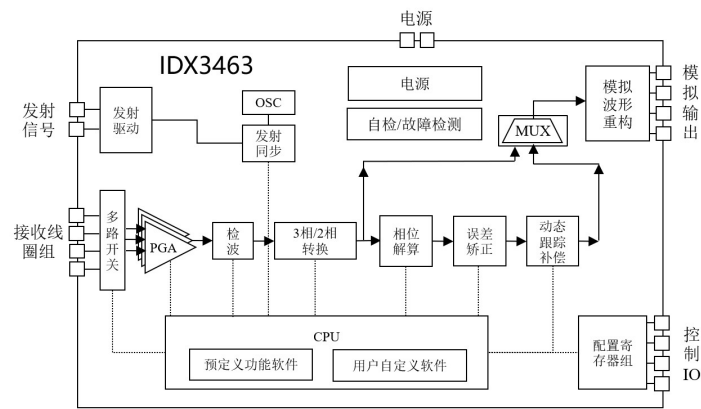 电源
IDX3463
发射
信号
发射
驱动
OSC
发射
同步
电源
自检/故障检测
MUX
模拟
波形
重构
模
拟
输
出
接收线
圈组
多
路
开
关
PGA
检
波
3相/2相
转换
相位
解算
误差
矫正
动态
跟踪
补偿
CPU
预定义功能软件
用户自定义软件
配置寄
存器组
控
制
IO